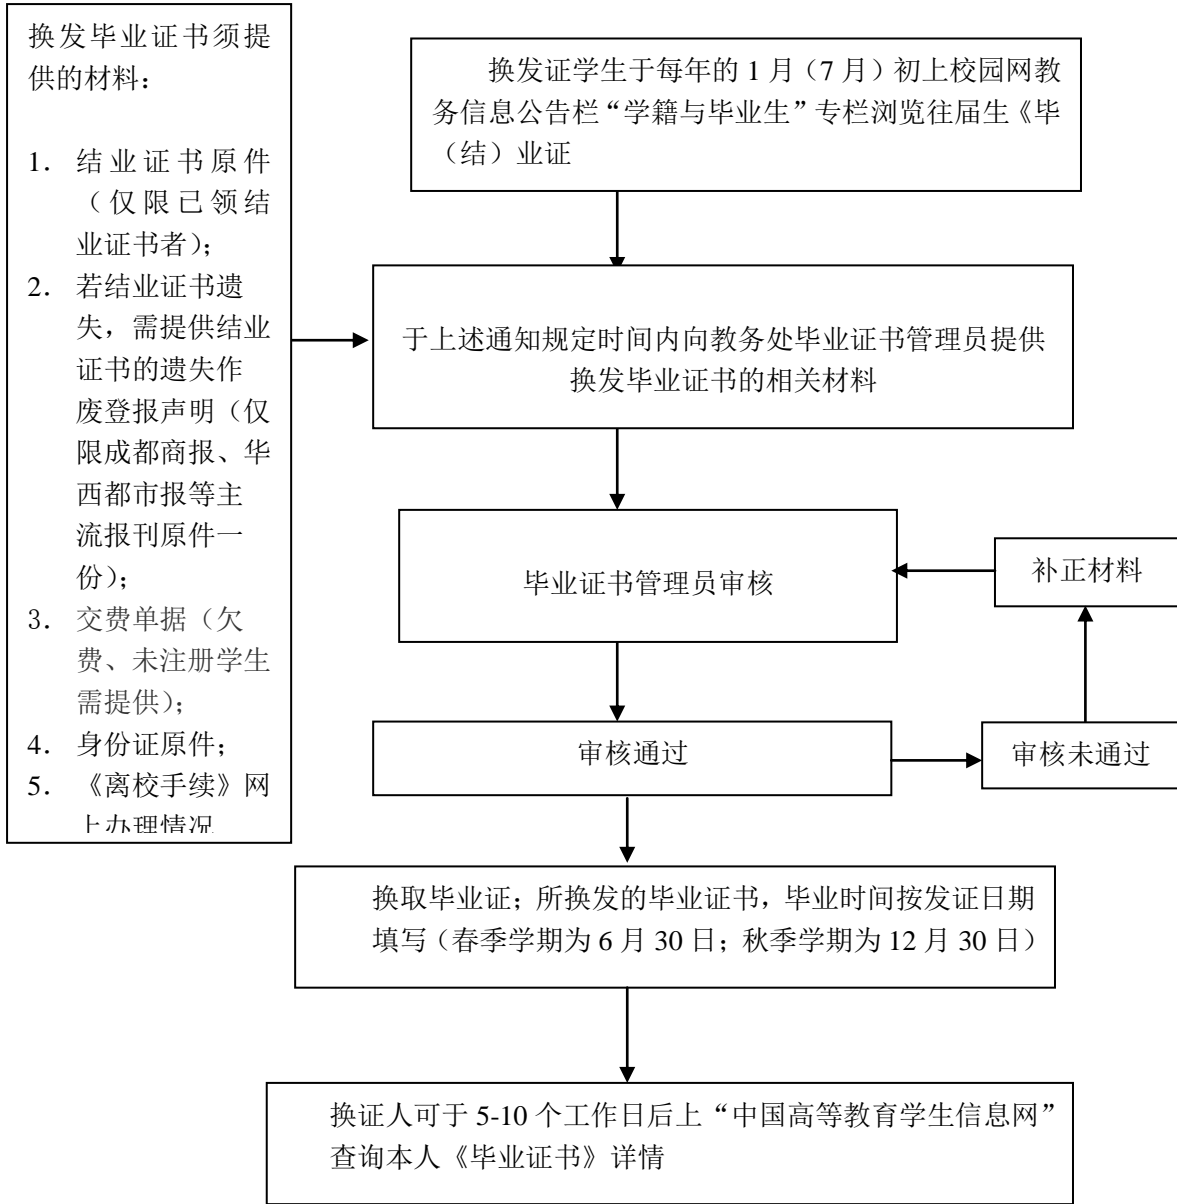 换发毕业证书须提
供的材料：
1. 结业证书原件
（仅限已领结
业证书者）；
2. 若结业证书遗
失，需提供结业
证书的遗失作
废登报声明（仅
限成都商报、华
西都市报等主
流报刊原件一
份）；
3. 交费单据（欠
费、未注册学生
需提供）；
4. 身份证原件；
5. 《离校手续》网
上办理情况
换发证学生于每年的 1 月（7 月）初上校园网教
务信息公告栏“学籍与毕业生”专栏浏览往届生《毕
（结）业证
于上述通知规定时间内向教务处毕业证书管理员提供
换发毕业证书的相关材料
毕业证书管理员审核
补正材料
审核通过
审核未通过
换取毕业证；所换发的毕业证书，毕业时间按发证日期
填写（春季学期为 6 月 30 日；秋季学期为 12 月 30 日）
换证人可于 5-10 个工作日后上“中国高等教育学生信息网”
查询本人《毕业证书》详情